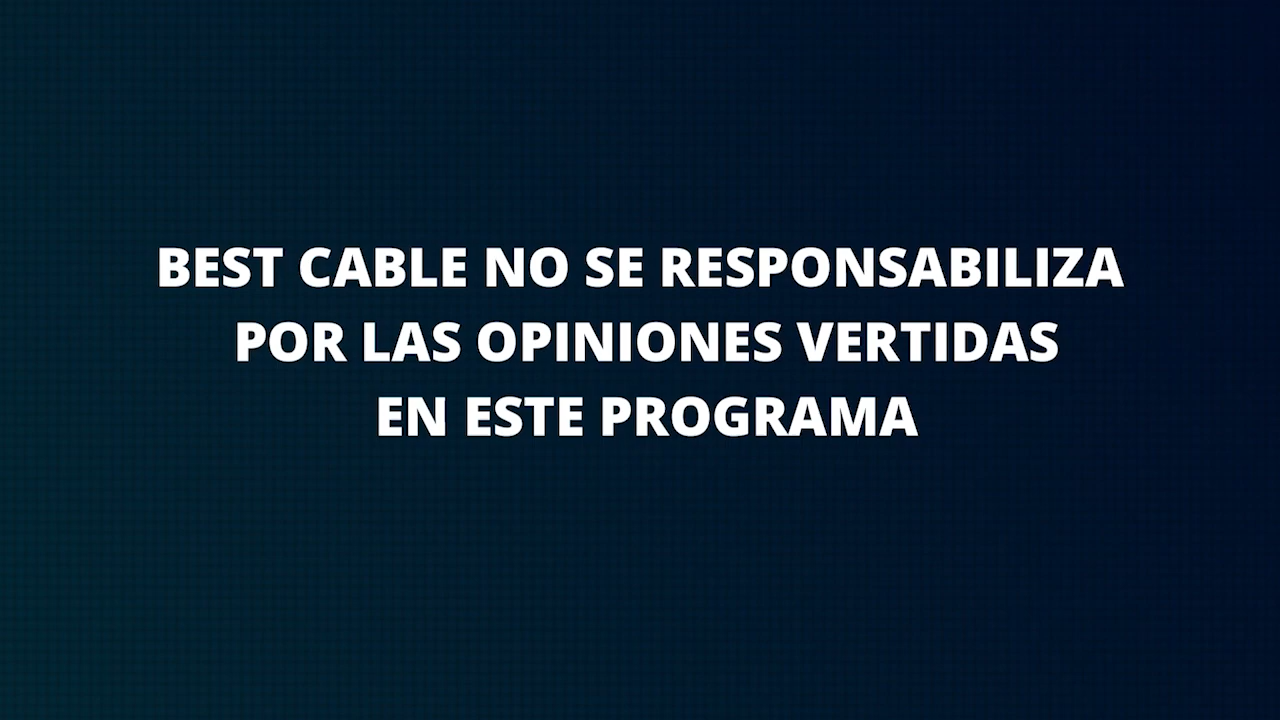 BEST CABLE NO SE RESPONSABILIZA
POR LAS OPINIONES VERTIDAS
EN ESTE PROGRAMA